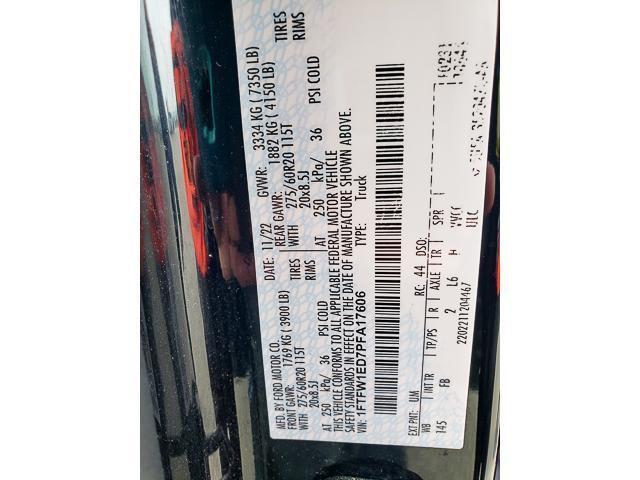 MFD. BY FORD MOTOR CO.
DATE: 11/22 GVWR: 3334 KG ( 7350 LB)
FRONT GAWR: 1769 KG ( 3900 LB) REAR GAWR: 1882 KG ( 4150 LB)
275/60R20 115T TIRES WITH 275/60R20 115T TIRES
20x8.5J RIMS 20x8.5J RIMS
AT 250 kPa/ 36 PSI COLD AT 250 kPa/ 36 PSI COLD
THIS VEHICLE CONFORMS TO ALL APPLICABLE FEDERAL MOTOR VEHICLE
SAFETY STANDARDS IN EFFECT ON THE DATE OF MANUFACTURE SHOWN ABOVE.
VIN: 1FTFW1ED7PFA17606 TYPE: Truck
EXT PNT: UM RC: 44 DSO:
WB INT TR TP/PS R AXLE TR SPR
145 FB 2 L6 H
2202211204467 ULC